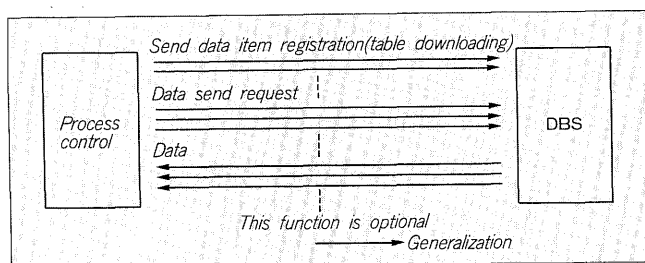 Send data item registration(table downloading)
Data send request
Process
control
DBS
Data
This function is optional
Generalization